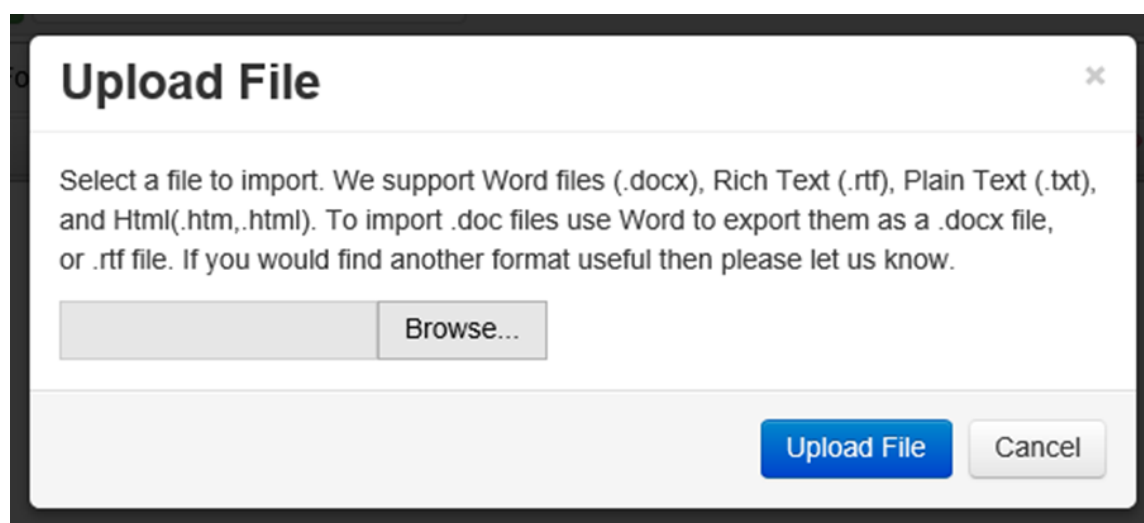 fo
Upload File
×
Select a file to import. We support Word files (.docx), Rich Text (.rtf), Plain Text (.txt),
and Html(.htm,.html). To import .doc files use Word to export them as a .docx file,
or .rtf file. If you would find another format useful then please let us know.
Browse...
Upload File Cancel